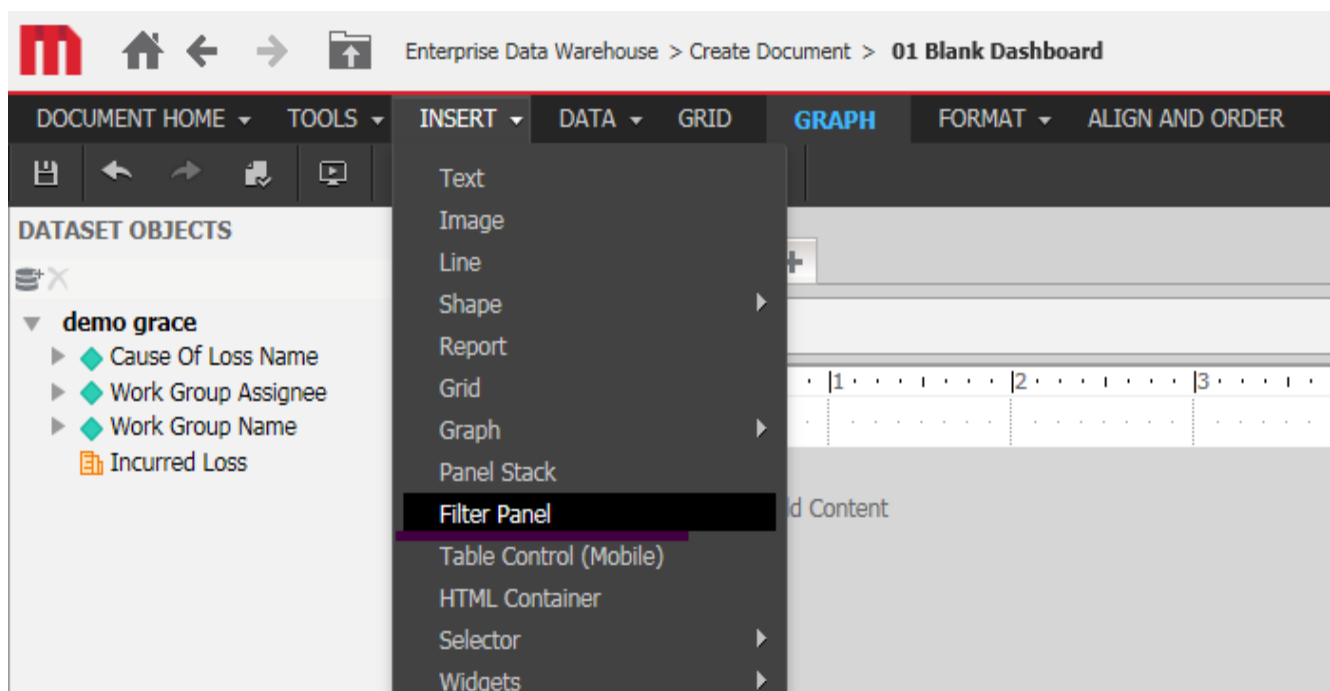 Enterprise Data Warehouse > Create Document > 01 Blank Dashboard
DOCUMENT HOME TOOLS INSERT DATA GRID GRAPH FORMAT ALIGN AND ORDER
DATASET OBJECTS
demo grace
Cause Of Loss Name
Work Group Assignee
Work Group Name
Incurred Loss
Text
Image
Line
Shape
Report
Grid
Graph
Panel Stack
Filter Panel
Table Control (Mobile)
HTML Container
Selector
Widgets
1 2 3
d Content